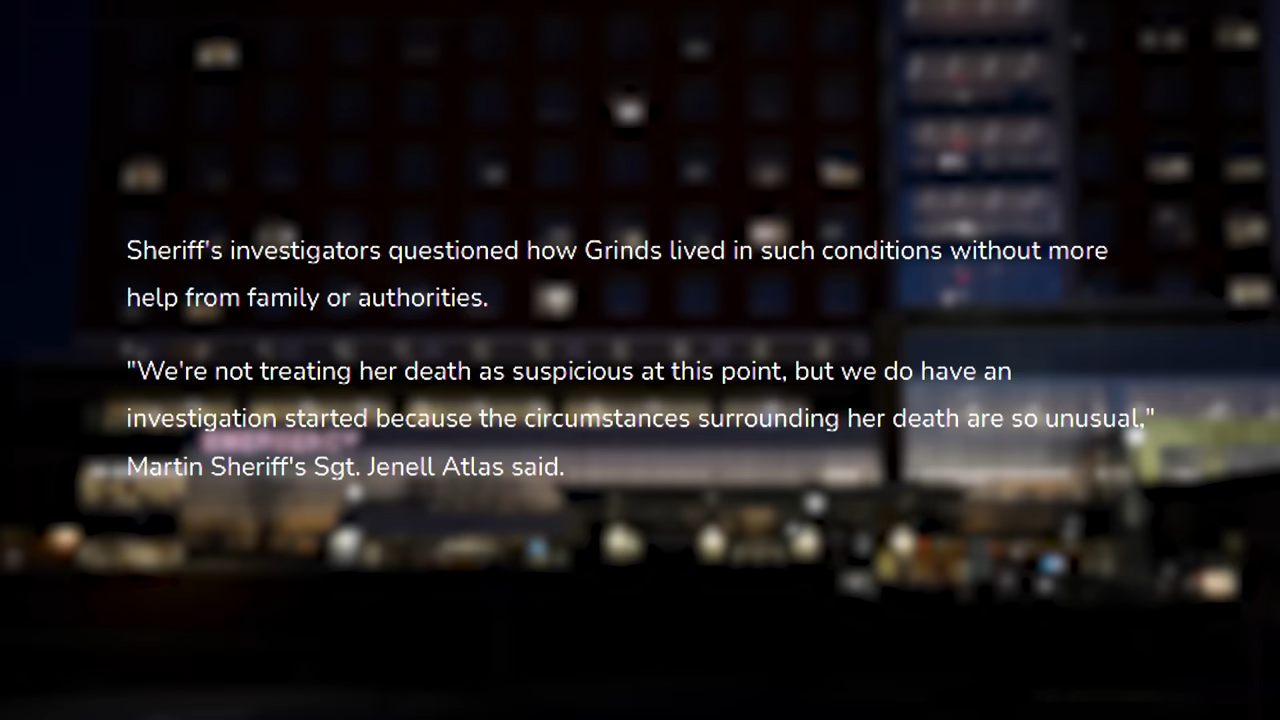 Sheriff's investigators questioned how Grinds lived in such conditions without more
help from family or authorities.
"We're not treating her death as suspicious at this point, but we do have an
investigation started because the circumstances surrounding her death are so unusual,"
Martin Sheriff's Sgt. Jenell Atlas said.
EMERGENCY